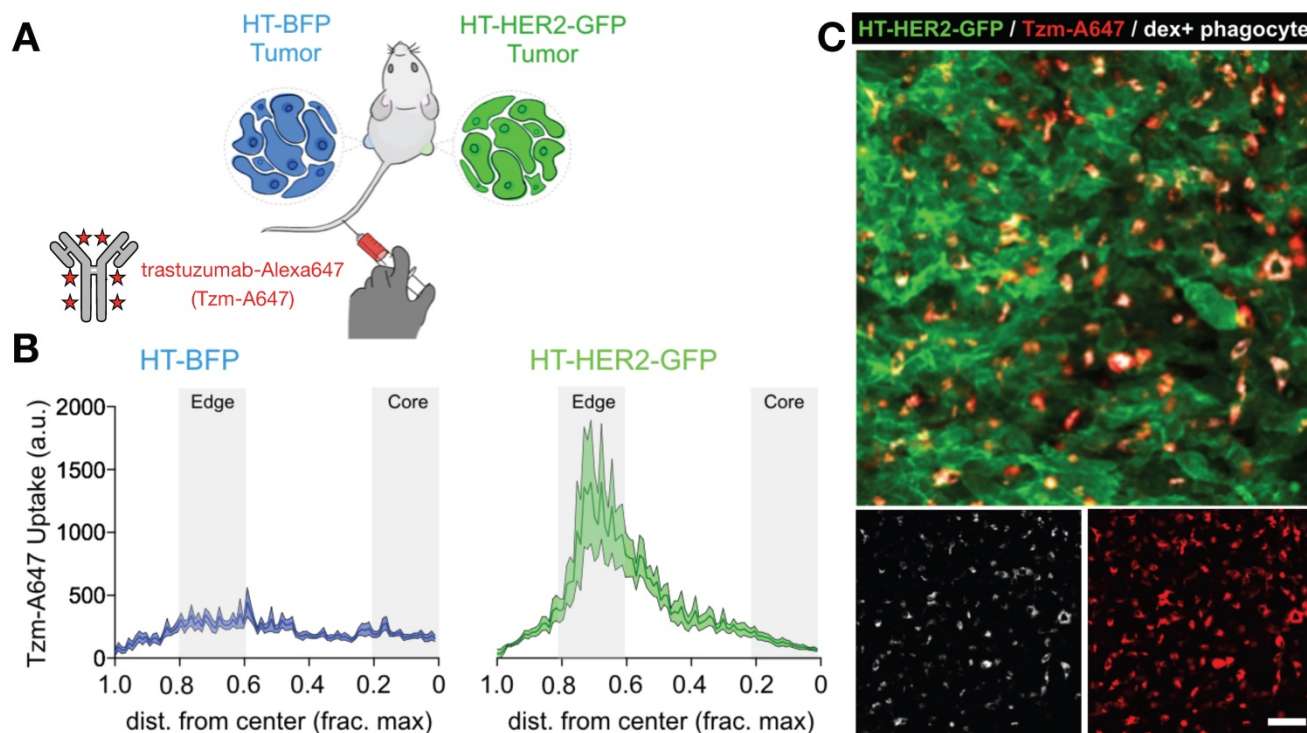 A
HT-BFP
Tumor
HT-HER2-GFP
Tumor
trastuzumab-Alexa647
(Tzm-A647)
B
HT-BFP
HT-HER2-GFP
Tzm-A647 Uptake (a.u.)
2000
1500
1000
500
0
Edge
Core
1.0 0.8 0.6 0.4 0.2 0
dist. from center (frac. max)
Edge
Core
1.0 0.8 0.6 0.4 0.2 0
dist. from center (frac. max)
C
HT-HER2-GFP / Tzm-A647 / dex+ phagocyte